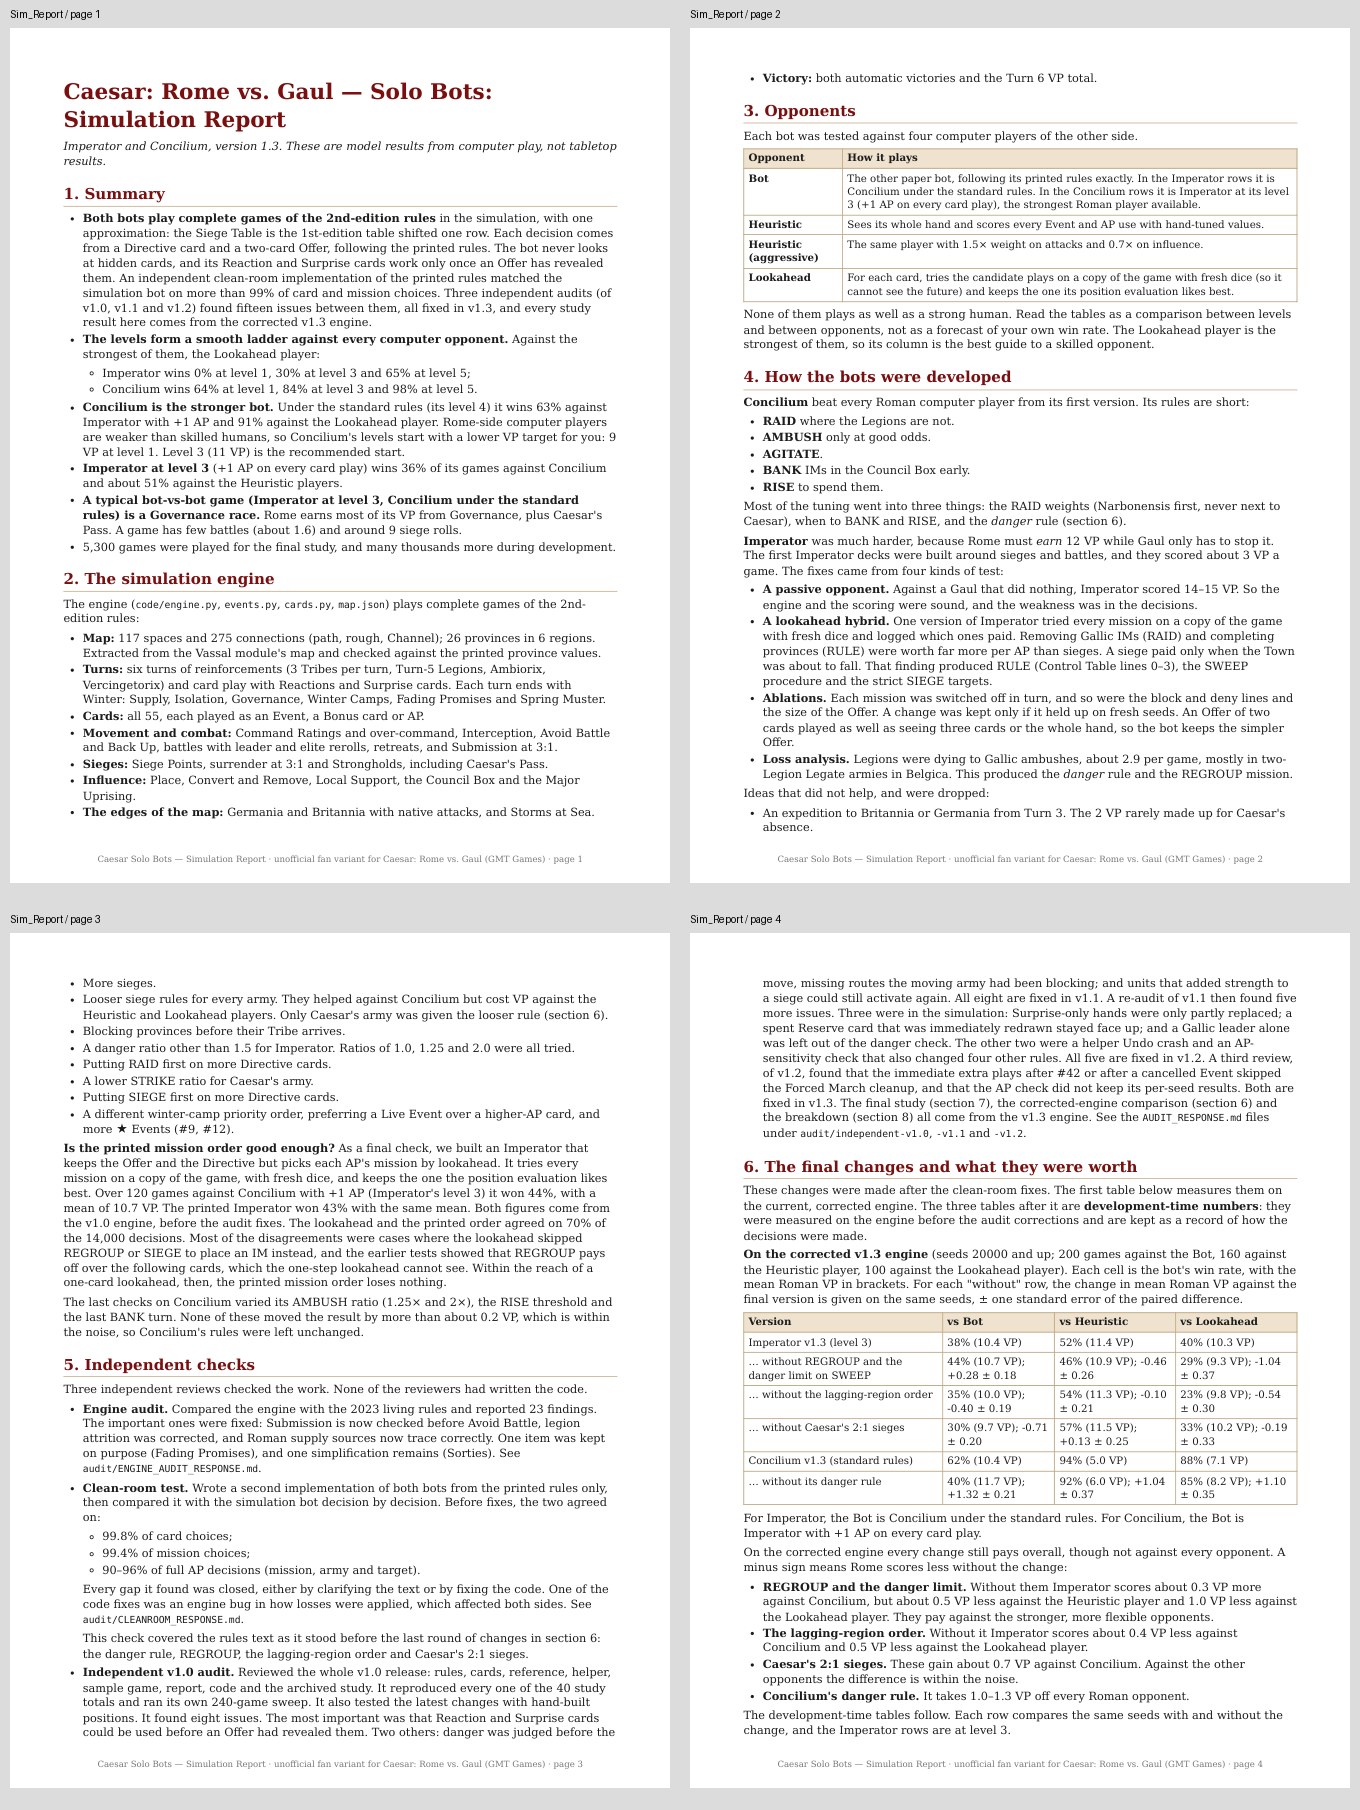 Sim_Report / page 1
Caesar: Rome vs. Gaul — Solo Bots:
Simulation Report
Imperator and Concilium, version 1.3. These are model results from computer play, not tabletop
results.
1. Summary
• Both bots play complete games of the 2nd-edition rules in the simulation, with one
approximation: the Siege Table is the 1st-edition table shifted one row. Each decision comes
from a Directive card and a two-card Offer, following the printed rules. The bot never looks
at hidden cards, and its Reaction and Surprise cards work only once an Offer has revealed
them. An independent clean-room implementation of the printed rules matched the
simulation bot on more than 99% of card and mission choices. Three independent audits (of
v1.0, v1.1 and v1.2) found fifteen issues between them, all fixed in v1.3, and every study
result here comes from the corrected v1.3 engine.
• The levels form a smooth ladder against every computer opponent. Against the
strongest of them, the Lookahead player:
◦ Imperator wins 0% at level 1, 30% at level 3 and 65% at level 5;
◦ Concilium wins 64% at level 1, 84% at level 3 and 98% at level 5.
• Concilium is the stronger bot. Under the standard rules (its level 4) it wins 63% against
Imperator with +1 AP and 91% against the Lookahead player. Rome-side computer players
are weaker than skilled humans, so Concilium's levels start with a lower VP target for you: 9
VP at level 1. Level 3 (11 VP) is the recommended start.
• Imperator at level 3 (+1 AP on every card play) wins 36% of its games against Concilium
and about 51% against the Heuristic players.
• A typical bot-vs-bot game (Imperator at level 3, Concilium under the standard
rules) is a Governance race. Rome earns most of its VP from Governance, plus Caesar's
Pass. A game has few battles (about 1.6) and around 9 siege rolls.
• 5,300 games were played for the final study, and many thousands more during development.
2. The simulation engine
The engine (code/engine.py, events.py, cards.py, map.json) plays complete games of the 2nd-
edition rules:
• Map: 117 spaces and 275 connections (path, rough, Channel); 26 provinces in 6 regions.
Extracted from the Vassal module's map and checked against the printed province values.
• Turns: six turns of reinforcements (3 Tribes per turn, Turn-5 Legions, Ambiorix,
Vercingetorix) and card play with Reactions and Surprise cards. Each turn ends with
Winter: Supply, Isolation, Governance, Winter Camps, Fading Promises and Spring Muster.
• Cards: all 55, each played as an Event, a Bonus card or AP.
• Movement and combat: Command Ratings and over-command, Interception, Avoid Battle
and Back Up, battles with leader and elite rerolls, retreats, and Submission at 3:1.
• Sieges: Siege Points, surrender at 3:1 and Strongholds, including Caesar's Pass.
• Influence: Place, Convert and Remove, Local Support, the Council Box and the Major
Uprising.
• The edges of the map: Germania and Britannia with native attacks, and Storms at Sea.
Caesar Solo Bots — Simulation Report · unofficial fan variant for Caesar: Rome vs. Gaul (GMT Games) · page 1
Sim_Report / page 2
• Victory: both automatic victories and the Turn 6 VP total.
3. Opponents
Each bot was tested against four computer players of the other side.
Opponent How it plays
Bot The other paper bot, following its printed rules exactly. In the Imperator rows it is
Concilium under the standard rules. In the Concilium rows it is Imperator at its level
3 (+1 AP on every card play), the strongest Roman player available.
Heuristic Sees its whole hand and scores every Event and AP use with hand-tuned values.
Heuristic The same player with 1.5× weight on attacks and 0.7× on influence.
(aggressive)
Lookahead For each card, tries the candidate plays on a copy of the game with fresh dice (so it
cannot see the future) and keeps the one its position evaluation likes best.
None of them plays as well as a strong human. Read the tables as a comparison between levels
and between opponents, not as a forecast of your own win rate. The Lookahead player is the
strongest of them, so its column is the best guide to a skilled opponent.
4. How the bots were developed
Concilium beat every Roman computer player from its first version. Its rules are short:
• RAID where the Legions are not.
• AMBUSH only at good odds.
• AGITATE.
• BANK IMs in the Council Box early.
• RISE to spend them.
Most of the tuning went into three things: the RAID weights (Narbonensis first, never next to
Caesar), when to BANK and RISE, and the danger rule (section 6).
Imperator was much harder, because Rome must earn 12 VP while Gaul only has to stop it.
The first Imperator decks were built around sieges and battles, and they scored about 3 VP a
game. The fixes came from four kinds of test:
• A passive opponent. Against a Gaul that did nothing, Imperator scored 14–15 VP. So the
engine and the scoring were sound, and the weakness was in the decisions.
• A lookahead hybrid. One version of Imperator tried every mission on a copy of the game
with fresh dice and logged which ones paid. Removing Gallic IMs (RAID) and completing
provinces (RULE) were worth far more per AP than sieges. A siege paid only when the Town
was about to fall. That finding produced RULE (Control Table lines 0–3), the SWEEP
procedure and the strict SIEGE targets.
• Ablations. Each mission was switched off in turn, and so were the block and deny lines and
the size of the Offer. A change was kept only if it held up on fresh seeds. An Offer of two
cards played as well as seeing three cards or the whole hand, so the bot keeps the simpler
Offer.
• Loss analysis. Legions were dying to Gallic ambushes, about 2.9 per game, mostly in two-
Legion Legate armies in Belgica. This produced the danger rule and the REGROUP mission.
Ideas that did not help, and were dropped:
• An expedition to Britannia or Germania from Turn 3. The 2 VP rarely made up for Caesar's
absence.
Caesar Solo Bots — Simulation Report · unofficial fan variant for Caesar: Rome vs. Gaul (GMT Games) · page 2
Sim_Report / page 3
• More sieges.
• Looser siege rules for every army. They helped against Concilium but cost VP against the
Heuristic and Lookahead players. Only Caesar's army was given the looser rule (section 6).
• Blocking provinces before their Tribe arrives.
• A danger ratio other than 1.5 for Imperator. Ratios of 1.0, 1.25 and 2.0 were all tried.
• Putting RAID first on more Directive cards.
• A lower STRIKE ratio for Caesar's army.
• Putting SIEGE first on more Directive cards.
• A different winter-camp priority order, preferring a Live Event over a higher-AP card, and
more ★ Events (#9, #12).
Is the printed mission order good enough? As a final check, we built an Imperator that
keeps the Offer and the Directive but picks each AP's mission by lookahead. It tries every
mission on a copy of the game, with fresh dice, and keeps the one the position evaluation likes
best. Over 120 games against Concilium with +1 AP (Imperator's level 3) it won 44%, with a
mean of 10.7 VP. The printed Imperator won 43% with the same mean. Both figures come from
the v1.0 engine, before the audit fixes. The lookahead and the printed order agreed on 70% of
the 14,000 decisions. Most of the disagreements were cases where the lookahead skipped
REGROUP or SIEGE to place an IM instead, and the earlier tests showed that REGROUP pays
off over the following cards, which the one-step lookahead cannot see. Within the reach of a
one-card lookahead, then, the printed mission order loses nothing.
The last checks on Concilium varied its AMBUSH ratio (1.25× and 2×), the RISE threshold and
the last BANK turn. None of these moved the result by more than about 0.2 VP, which is within
the noise, so Concilium's rules were left unchanged.
5. Independent checks
Three independent reviews checked the work. None of the reviewers had written the code.
• Engine audit. Compared the engine with the 2023 living rules and reported 23 findings.
The important ones were fixed: Submission is now checked before Avoid Battle, legion
attrition was corrected, and Roman supply sources now trace correctly. One item was kept
on purpose (Fading Promises), and one simplification remains (Sorties). See
audit/ENGINE_AUDIT_RESPONSE.md.
• Clean-room test. Wrote a second implementation of both bots from the printed rules only,
then compared it with the simulation bot decision by decision. Before fixes, the two agreed
on:
◦ 99.8% of card choices;
◦ 99.4% of mission choices;
◦ 90–96% of full AP decisions (mission, army and target).
Every gap it found was closed, either by clarifying the text or by fixing the code. One of the
code fixes was an engine bug in how losses were applied, which affected both sides. See
audit/CLEANROOM_RESPONSE.md.
This check covered the rules text as it stood before the last round of changes in section 6:
the danger rule, REGROUP, the lagging-region order and Caesar's 2:1 sieges.
• Independent v1.0 audit. Reviewed the whole v1.0 release: rules, cards, reference, helper,
sample game, report, code and the archived study. It reproduced every one of the 40 study
totals and ran its own 240-game sweep. It also tested the latest changes with hand-built
positions. It found eight issues. The most important was that Reaction and Surprise cards
could be used before an Offer had revealed them. Two others: danger was judged before the
Caesar Solo Bots — Simulation Report · unofficial fan variant for Caesar: Rome vs. Gaul (GMT Games) · page 3
Sim_Report / page 4
move, missing routes the moving army had been blocking; and units that added strength to
a siege could still activate again. All eight are fixed in v1.1. A re-audit of v1.1 then found five
more issues. Three were in the simulation: Surprise-only hands were only partly replaced; a
spent Reserve card that was immediately redrawn stayed face up; and a Gallic leader alone
was left out of the danger check. The other two were a helper Undo crash and an AP-
sensitivity check that also changed four other rules. All five are fixed in v1.2. A third review,
of v1.2, found that the immediate extra plays after #42 or after a cancelled Event skipped
the Forced March cleanup, and that the AP check did not keep its per-seed results. Both are
fixed in v1.3. The final study (section 7), the corrected-engine comparison (section 6) and
the breakdown (section 8) all come from the v1.3 engine. See the AUDIT_RESPONSE.md files
under audit/independent-v1.0, -v1.1 and -v1.2.
6. The final changes and what they were worth
These changes were made after the clean-room fixes. The first table below measures them on
the current, corrected engine. The three tables after it are development-time numbers: they
were measured on the engine before the audit corrections and are kept as a record of how the
decisions were made.
On the corrected v1.3 engine (seeds 20000 and up; 200 games against the Bot, 160 against
the Heuristic player, 100 against the Lookahead player). Each cell is the bot's win rate, with the
mean Roman VP in brackets. For each "without" row, the change in mean Roman VP against the
final version is given on the same seeds, ± one standard error of the paired difference.
Version vs Bot vs Heuristic vs Lookahead
Imperator v1.3 (level 3) 38% (10.4 VP) 52% (11.4 VP) 40% (10.3 VP)
... without REGROUP and the 44% (10.7 VP); 46% (10.9 VP); -0.46 29% (9.3 VP); -1.04
danger limit on SWEEP +0.28 ± 0.18 ± 0.26 ± 0.37
... without the lagging-region order 35% (10.0 VP); 54% (11.3 VP); -0.10 23% (9.8 VP); -0.54
-0.40 ± 0.19 ± 0.21 ± 0.30
... without Caesar's 2:1 sieges 30% (9.7 VP); -0.71 57% (11.5 VP); 33% (10.2 VP); -0.19
± 0.20 +0.13 ± 0.25 ± 0.33
Concilium v1.3 (standard rules) 62% (10.4 VP) 94% (5.0 VP) 88% (7.1 VP)
... without its danger rule 40% (11.7 VP); 92% (6.0 VP); +1.04 85% (8.2 VP); +1.10
+1.32 ± 0.21 ± 0.37 ± 0.35
For Imperator, the Bot is Concilium under the standard rules. For Concilium, the Bot is
Imperator with +1 AP on every card play.
On the corrected engine every change still pays overall, though not against every opponent. A
minus sign means Rome scores less without the change:
• REGROUP and the danger limit. Without them Imperator scores about 0.3 VP more
against Concilium, but about 0.5 VP less against the Heuristic player and 1.0 VP less against
the Lookahead player. They pay against the stronger, more flexible opponents.
• The lagging-region order. Without it Imperator scores about 0.4 VP less against
Concilium and 0.5 VP less against the Lookahead player.
• Caesar's 2:1 sieges. These gain about 0.7 VP against Concilium. Against the other
opponents the difference is within the noise.
• Concilium's danger rule. It takes 1.0–1.3 VP off every Roman opponent.
The development-time tables follow. Each row compares the same seeds with and without the
change, and the Imperator rows are at level 3.
Caesar Solo Bots — Simulation Report · unofficial fan variant for Caesar: Rome vs. Gaul (GMT Games) · page 4